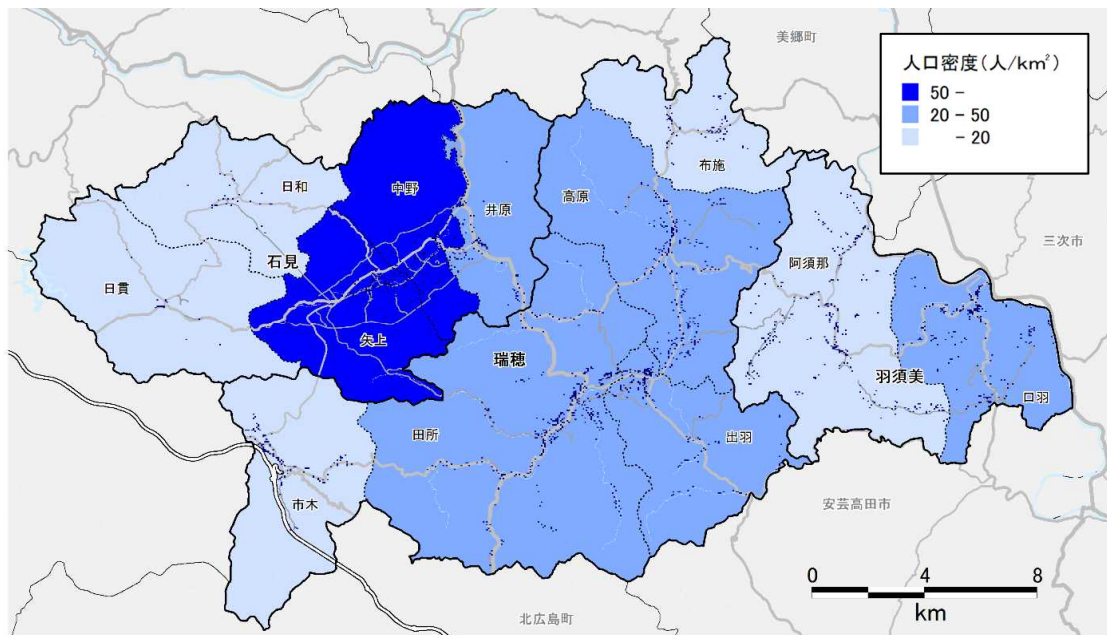 美郷町
人口密度(人/km²)
50 -
20 - 50
- 20
布施
日和
中野
井原
高原
三次市
阿須那
石見
日貫
矢上
瑞穂
羽須美
口羽
田所
出羽
市木
安芸高田市
0 4 8
km
北広島町